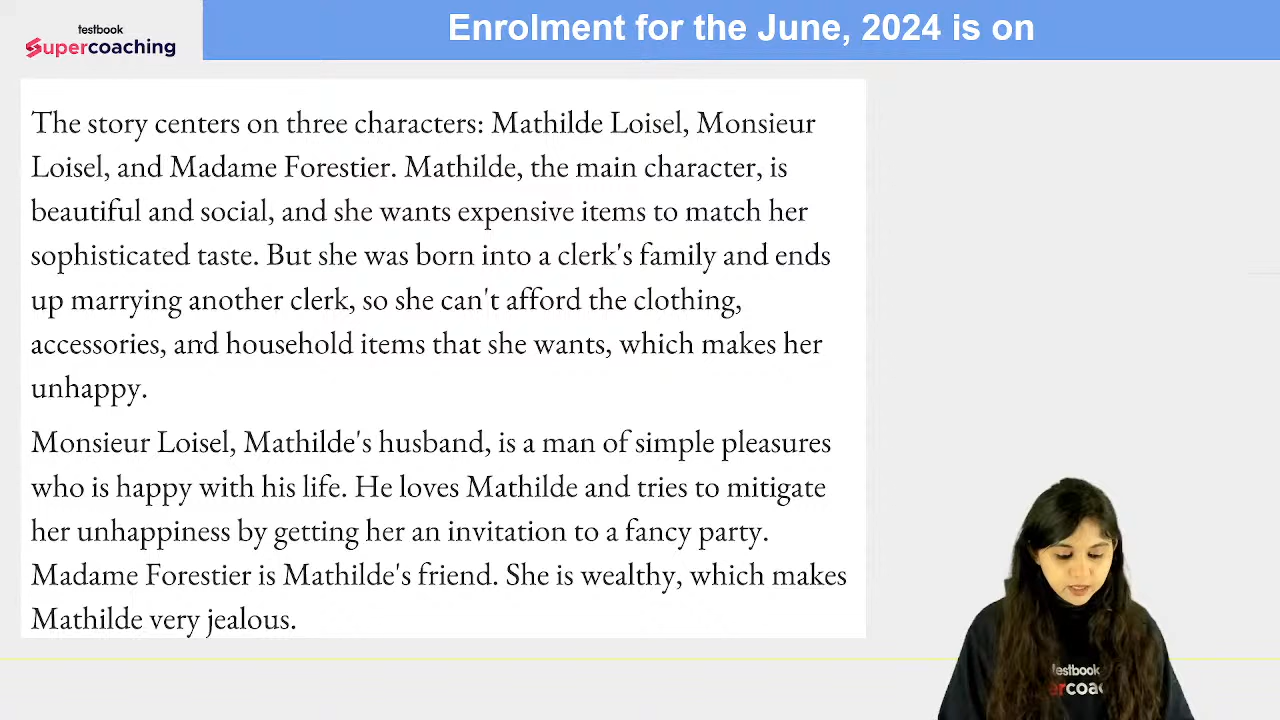 testbook
Supercoaching
Enrolment for the June, 2024 is on
The story centers on three characters: Mathilde Loisel, Monsieur
Loisel, and Madame Forestier. Mathilde, the main character, is
beautiful and social, and she wants expensive items to match her
sophisticated taste. But she was born into a clerk's family and ends
up marrying another clerk, so she can't afford the clothing,
accessories, and household items that she wants, which makes her
unhappy.
Monsieur Loisel, Mathilde's husband, is a man of simple pleasures
who is happy with his life. He loves Mathilde and tries to mitigate
her unhappiness by getting her an invitation to a fancy party.
Madame Forestier is Mathilde's friend. She is wealthy, which makes
Mathilde very jealous.
testbook
ercoac